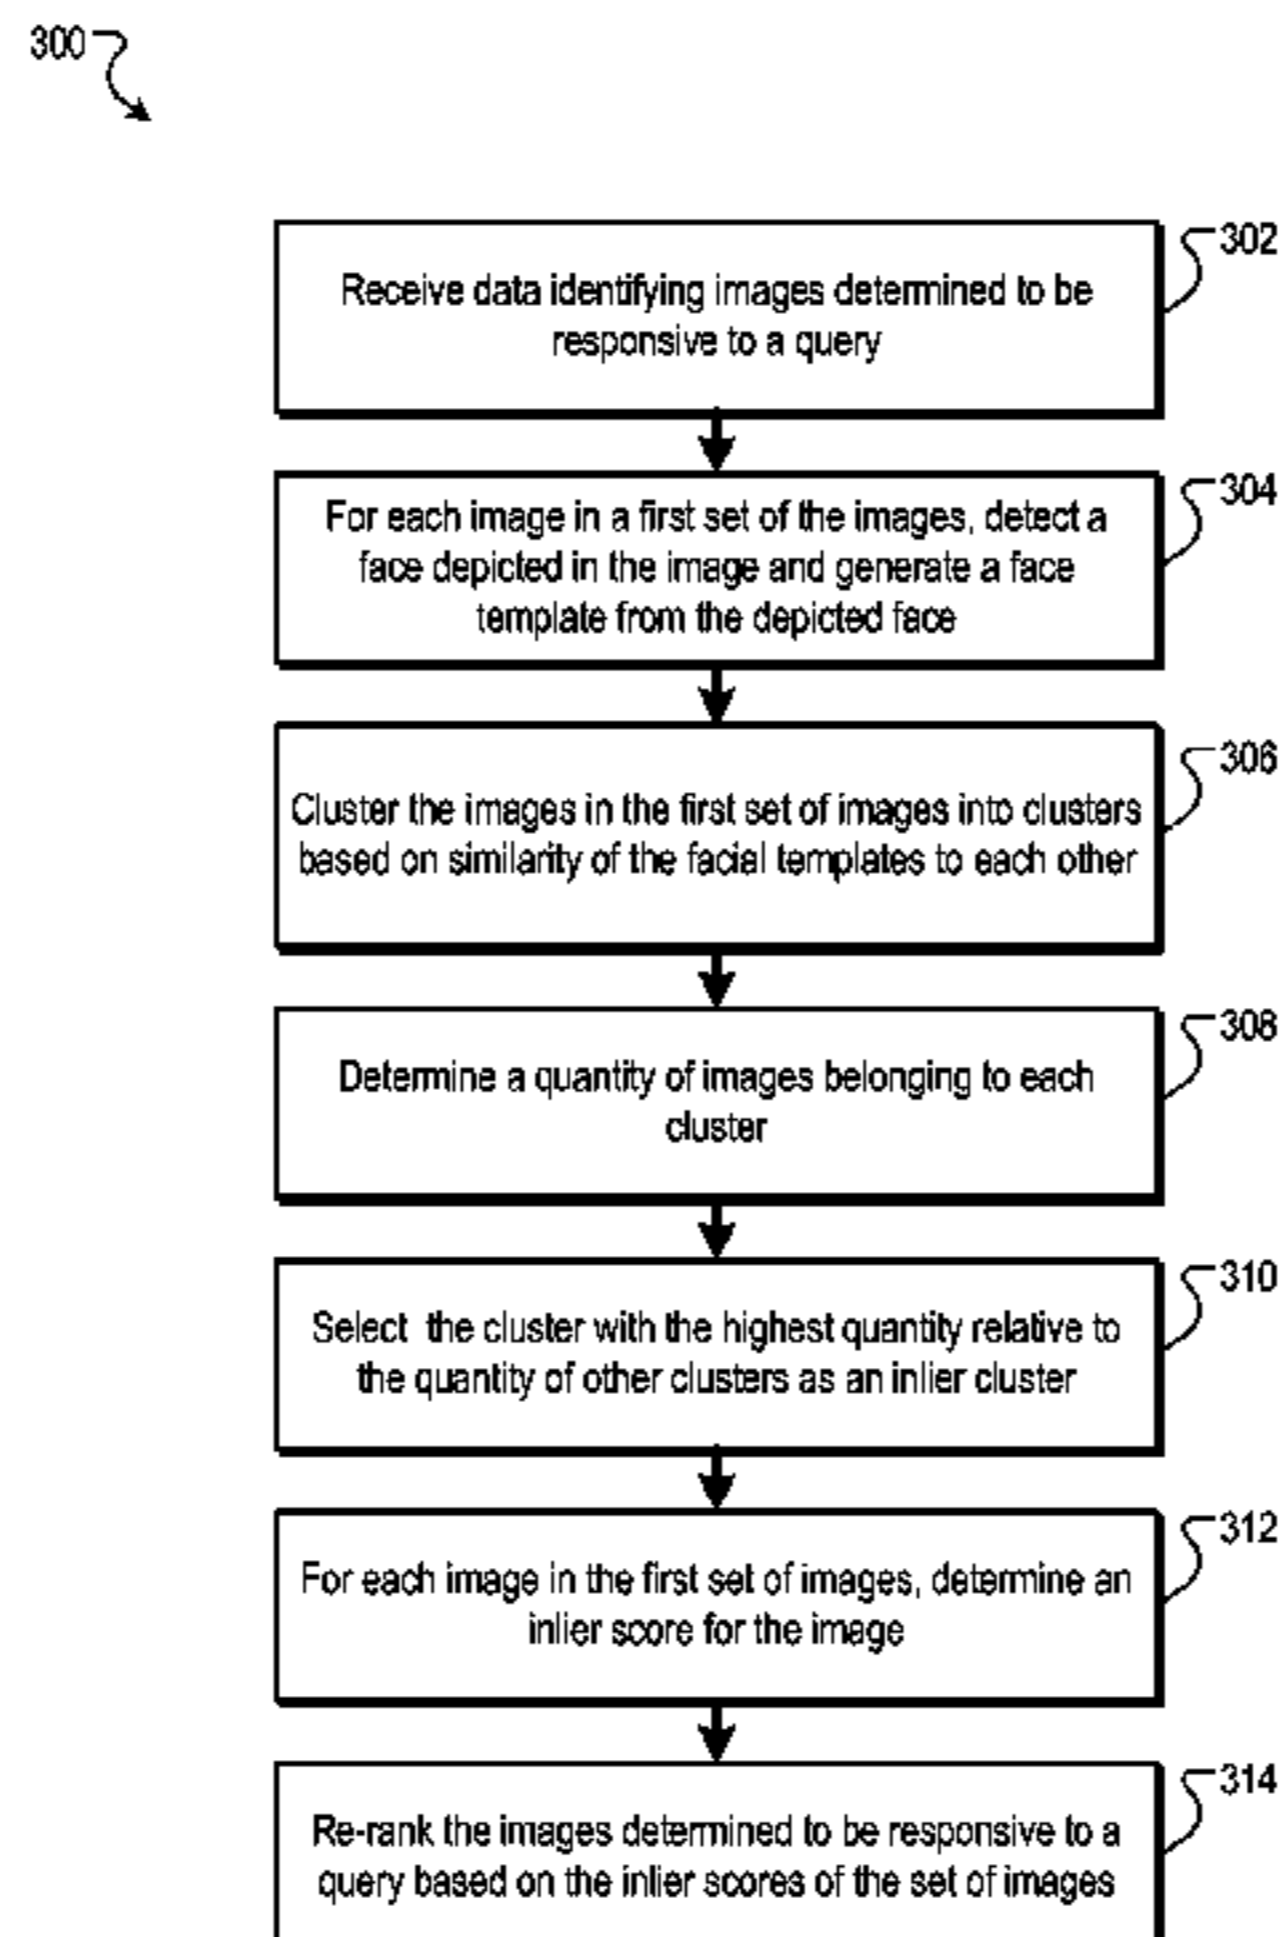 300
302
Receive data identifying images determined to be
responsive to a query
304
For each image in a first set of the images, detect a
face depicted in the image and generate a face
template from the depicted face
306
Cluster the images in the first set of images into clusters
based on similarity of the facial templates to each other
308
Determine a quantity of images belonging to each
cluster
310
Select the cluster with the highest quantity relative to
the quantity of other clusters as an inlier cluster
312
For each image in the first set of images, determine an
inlier score for the image
314
Re-rank the images determined to be responsive to a
query based on the inlier scores of the set of images